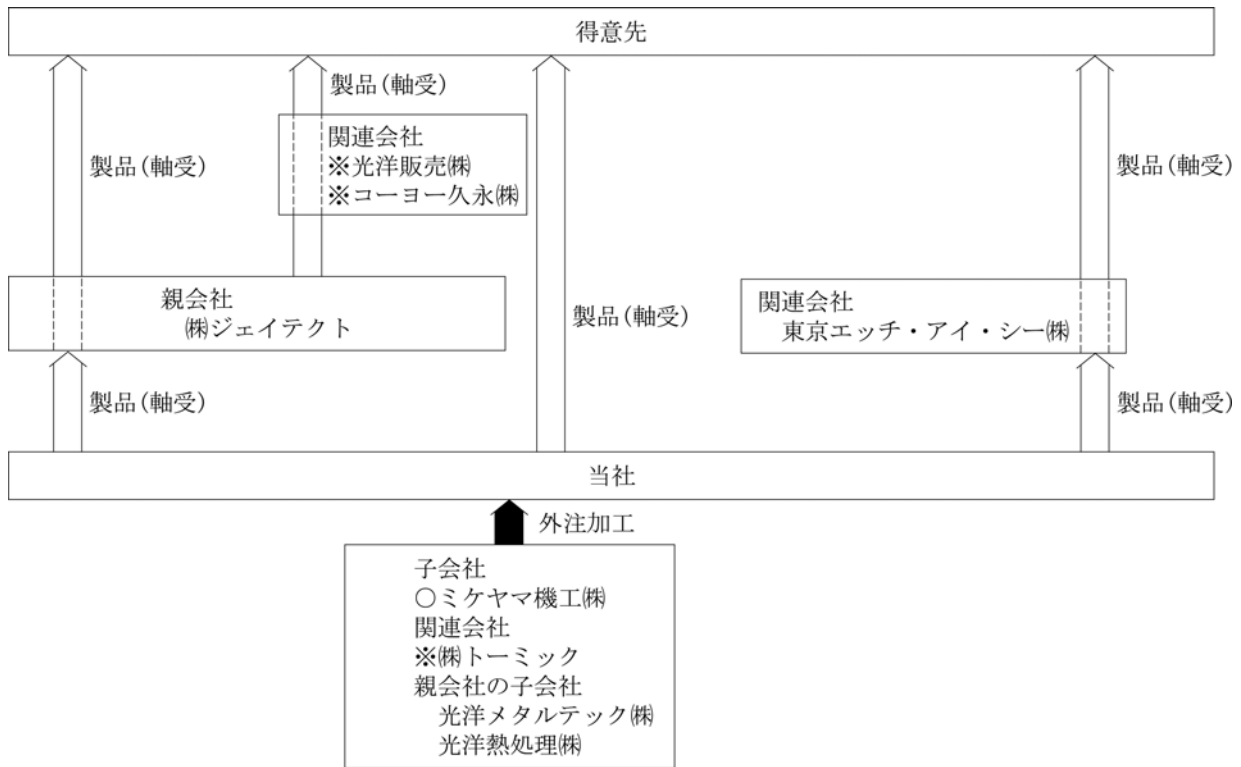 得意先
製品(軸受)
関連会社
※光洋販売㈱
※コーヨー久永㈱
製品(軸受)
製品(軸受)
親会社
㈱ジェイテクト
製品(軸受)
関連会社
東京エッチ・アイ・シー㈱
製品(軸受)
製品(軸受)
当社
外注加工
子会社
○ミケヤマ機工㈱
関連会社
※㈱トーミック
親会社の子会社
光洋メタルテック㈱
光洋熱処理㈱